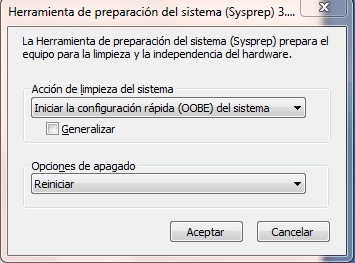 Herramienta de preparación del sistema (Sysprep) 3....
La Herramienta de preparación del sistema (Sysprep) prepara el
equipo para la limpieza y la independencia del hardware.
Acción de limpieza del sistema
Iniciar la configuración rápida (OOBE) del sistema
Generalizar
Opciones de apagado
Reiniciar
Aceptar
Cancelar